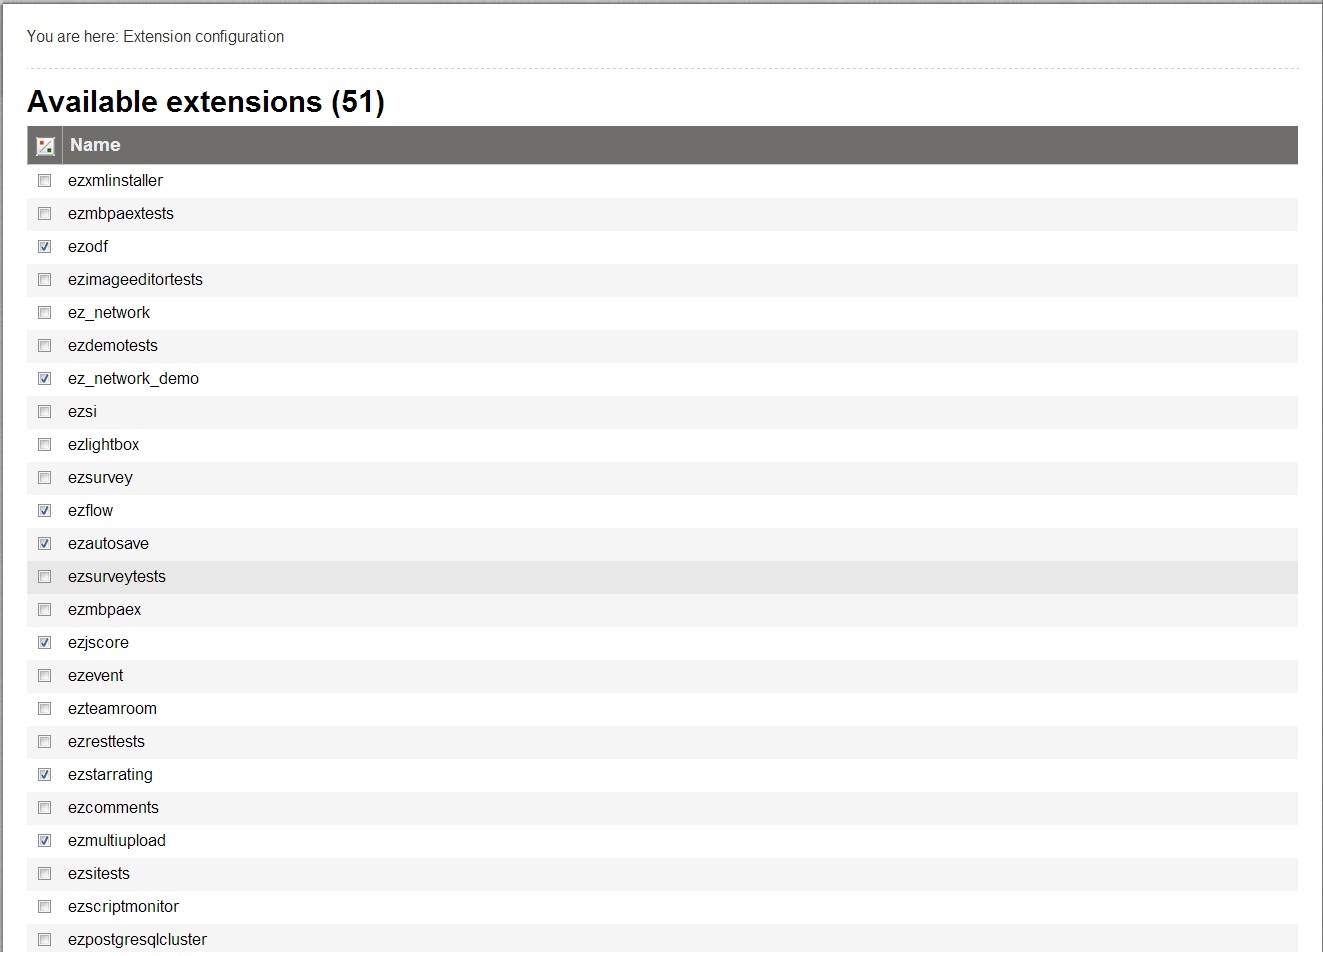 You are here: Extension configuration
Available extensions (51)
Name
ezxmlinstaller
ezmbpaextests
ezodf
ezimageeditortests
ez_network
ezdemotests
ez_network_demo
ezsi
ezlightbox
ezsurvey
ezflow
ezautosave
ezsurveytests
ezmbpaex
ezjscore
ezevent
ezteamroom
ezresttests
ezstarrating
ezcomments
ezmultiupload
ezsitests
ezscriptmonitor
ezpostgresqlcluster